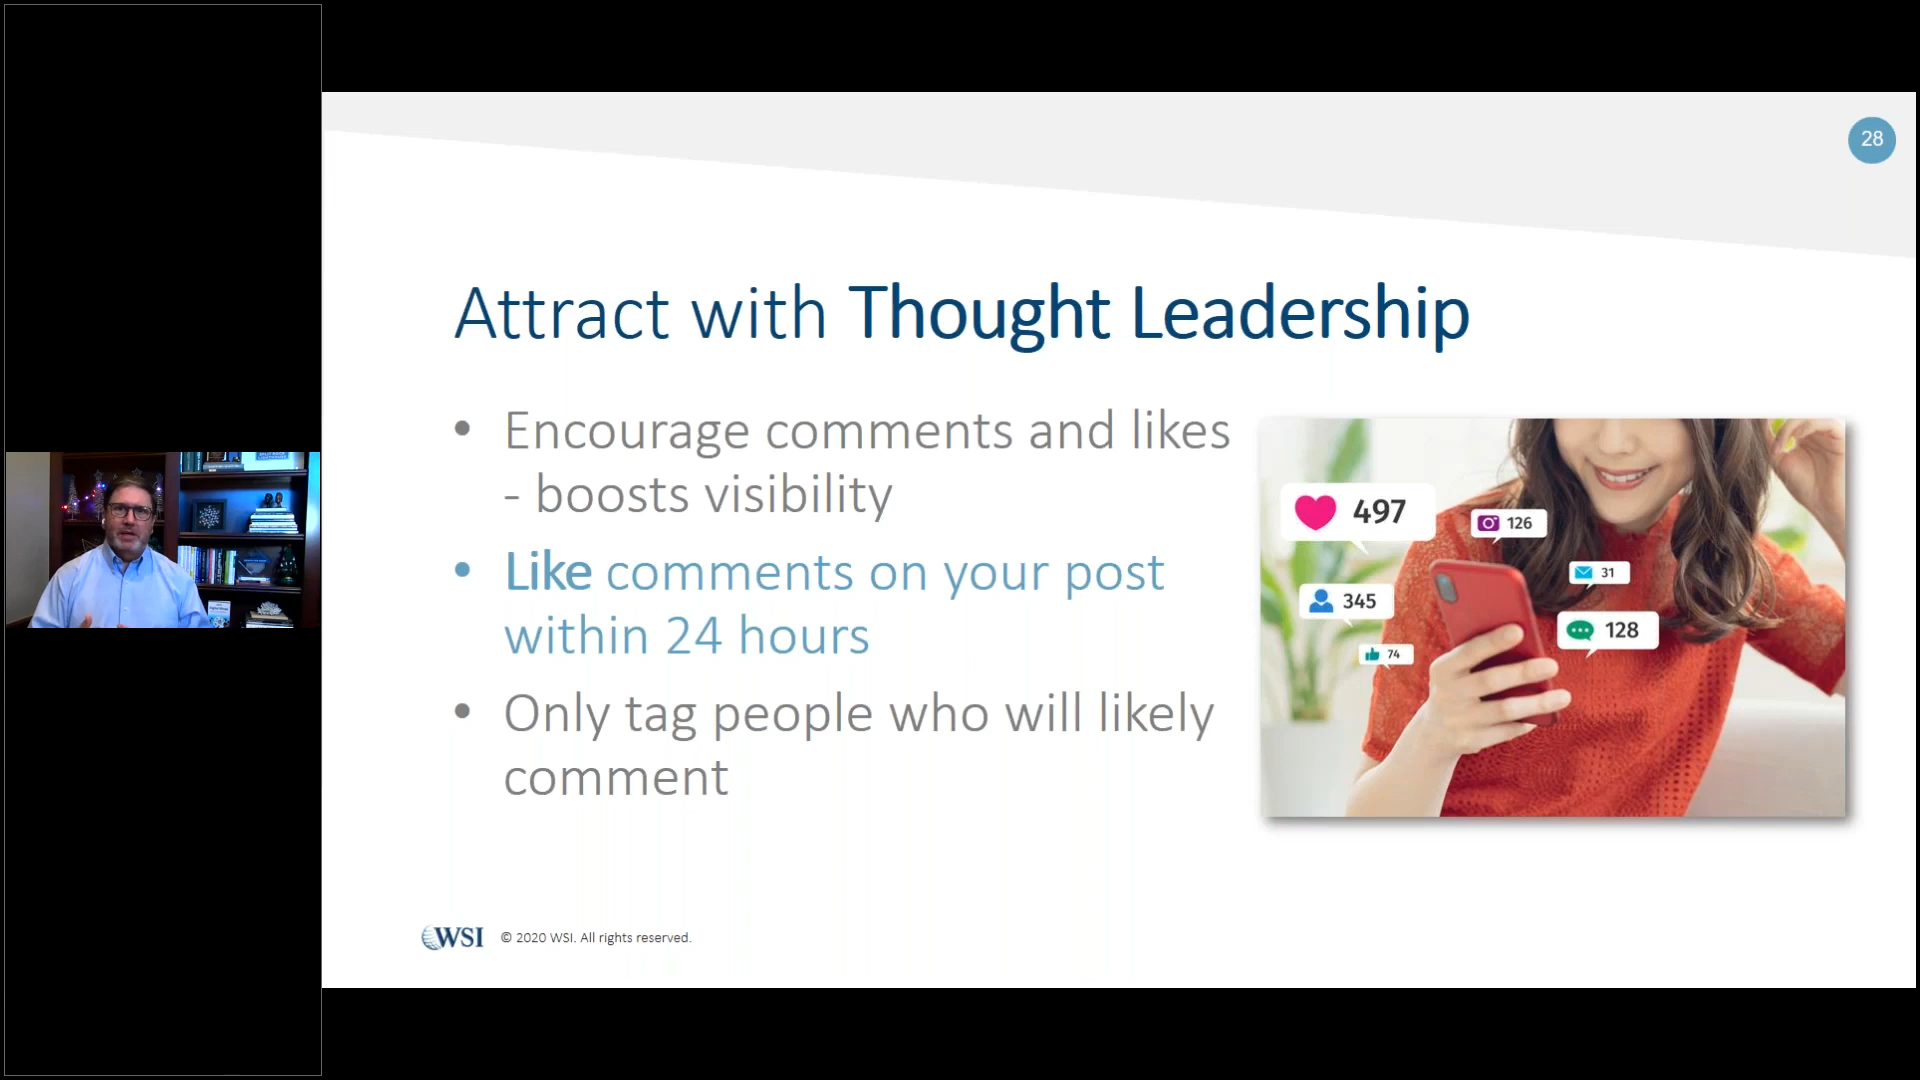 28
Attract with Thought Leadership
• Encourage comments and likes
- boosts visibility
• Like comments on your post
within 24 hours
• Only tag people who will likely
comment
497
126
31
345
128
74
WSI © 2020 WSI. All rights reserved.